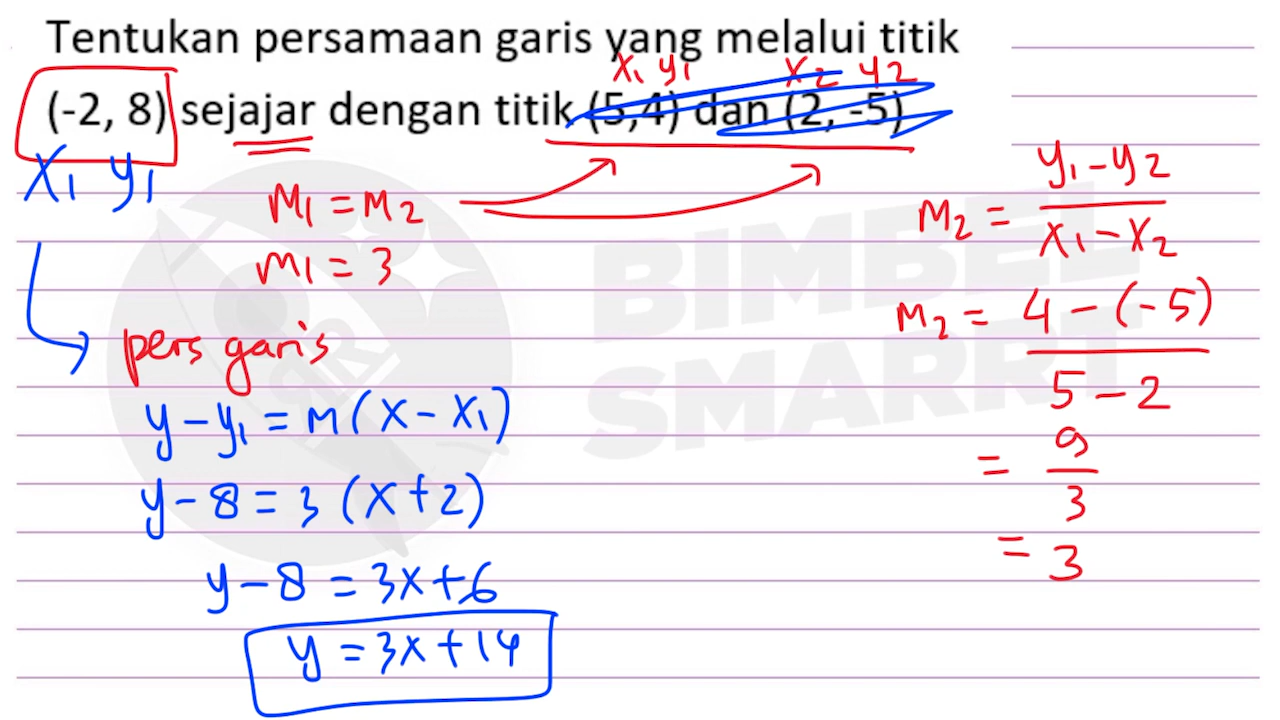 Tentukan persamaan garis yang melalui titik
x₁ y₁ x₂ y₂
(-2, 8) sejajar dengan titik (5,4) dan (2, -5)
x₁ y₁
m₁ = m₂
m₁ = 3
pers garis
y - y₁ = m(x - x₁)
y - 8 = 3 (x + 2)
y - 8 = 3x + 6
y = 3x + 14
m₂ = y₁ - y₂ / x₁ - x₂
m₂ = 4 - (-5) / 5 - 2
= 9 / 3
= 3
BIMBEL
SMARRT